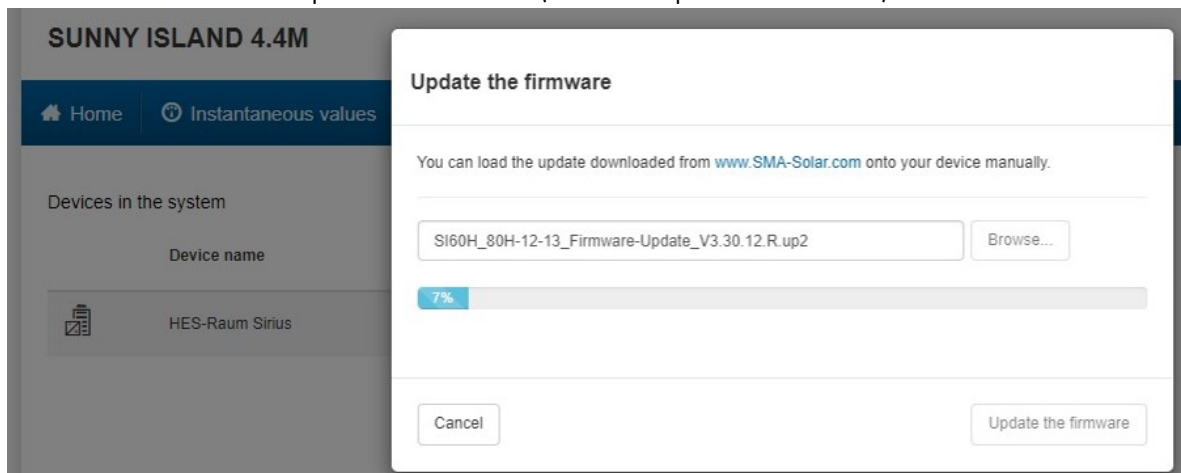 SUNNY ISLAND 4.4M
Home
Instantaneous values
Devices in the system
Device name
HES-Raum Sirius
Update the firmware
You can load the update downloaded from www.SMA-Solar.com onto your device manually.
SI60H_80H-12-13_Firmware-Update_V3.30.12.R.up2
Browse...
7%
Cancel
Update the firmware